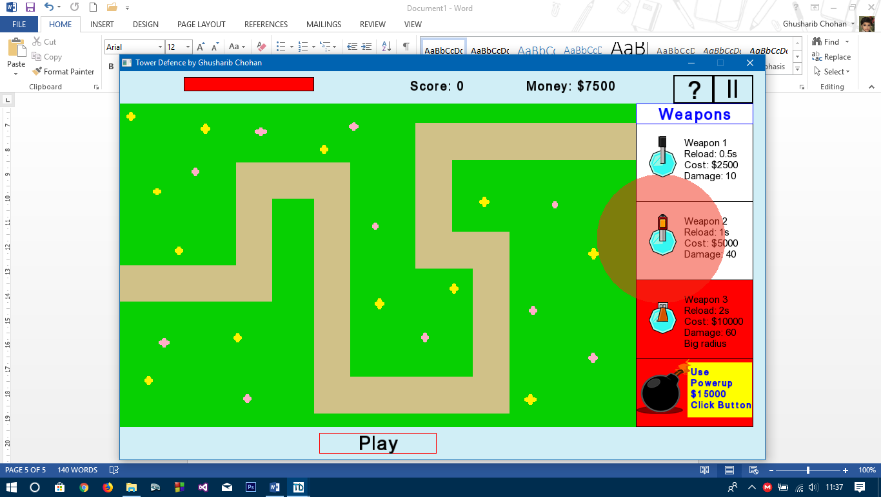 Document1 - Word
FILE HOME INSERT DESIGN PAGE LAYOUT REFERENCES MAILINGS REVIEW VIEW
Ghusharib Chohan
Paste
Cut
Copy
Format Painter
Clipboard
Arial 12
B
AaBbCcDc AaBbCcDc AaBbCc AaBbCcC AaB AaBbCcC AaBbCcDc AaBbCcDc
Find
Replace
Select
Editing
Tower Defence by Ghusharib Chohan
Score: 0
Money: $7500
?
Weapons
Weapon 1
Reload: 0.5s
Cost: $2500
Damage: 10
Weapon 2
Reload: 1s
Cost: $5000
Damage: 40
Weapon 3
Reload: 2s
Cost: $10000
Damage: 60
Big radius
Use
Powerup
$15000
Click Button
Play
PAGE 5 OF 5 140 WORDS
100%
11:37